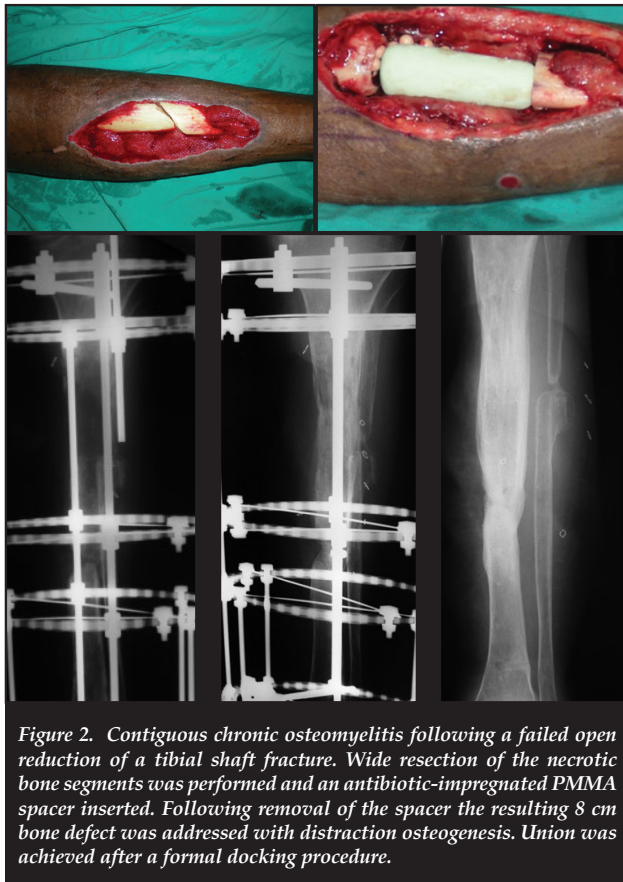 Figure 2. Contiguous chronic osteomyelitis following a failed open
reduction of a tibial shaft fracture. Wide resection of the necrotic
bone segments was performed and an antibiotic-impregnated PMMA
spacer inserted. Following removal of the spacer the resulting 8 cm
bone defect was addressed with distraction osteogenesis. Union was
achieved after a formal docking procedure.